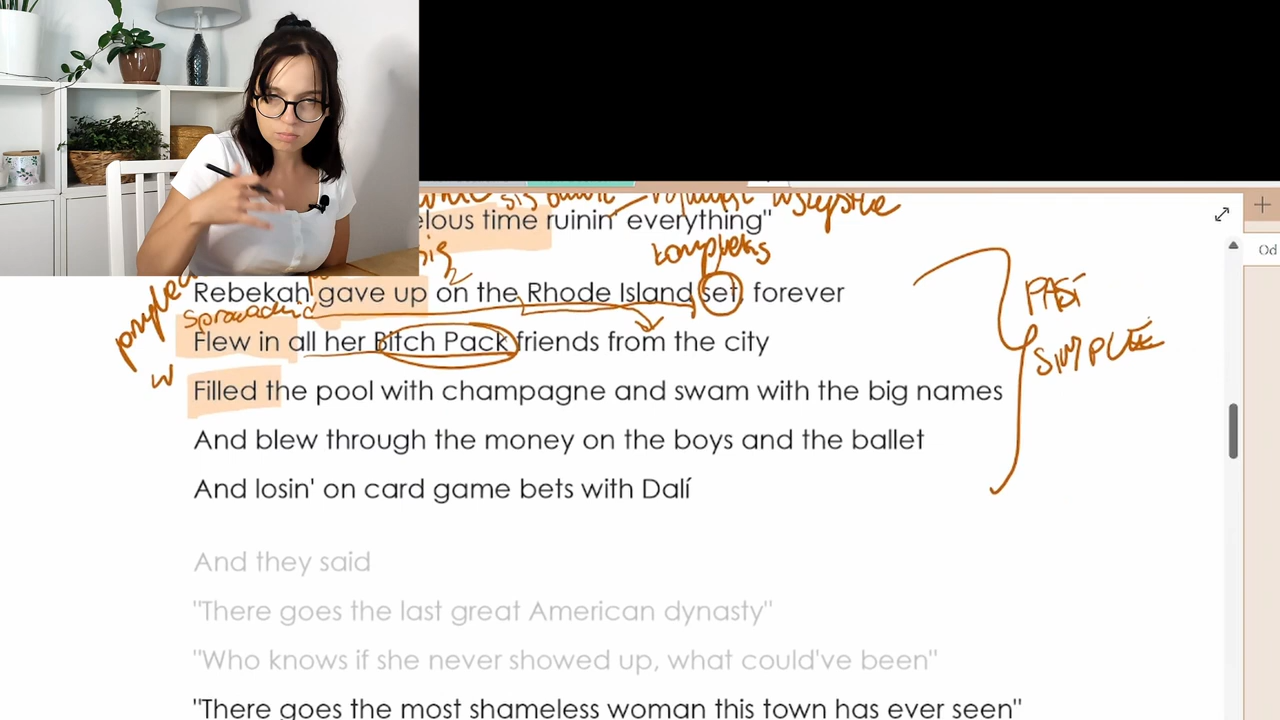 elous time ruinin' everything"
kompleks
Rebekah gave up on the Rhode Island set, forever
PAST
Flew in all her Bitch Pack friends from the city
SIMPLE
w
Filled the pool with champagne and swam with the big names
And blew through the money on the boys and the ballet
And losin' on card game bets with Dalí
And they said
"There goes the last great American dynasty"
"Who knows if she never showed up, what could've been"
"There goes the most shameless woman this town has ever seen"
Od